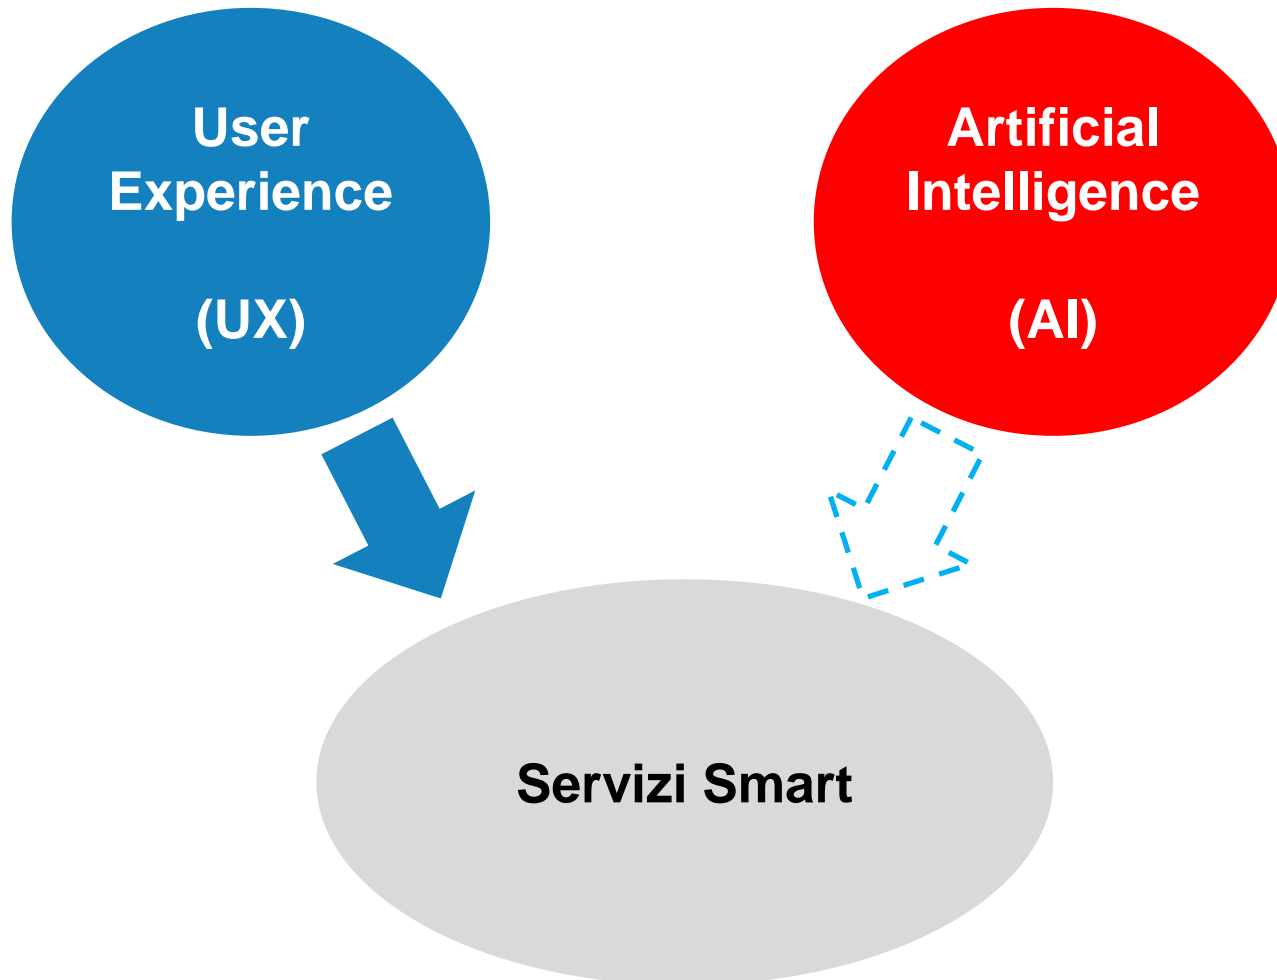 User
Experience
(UX)
Artificial
Intelligence
(AI)
Servizi Smart